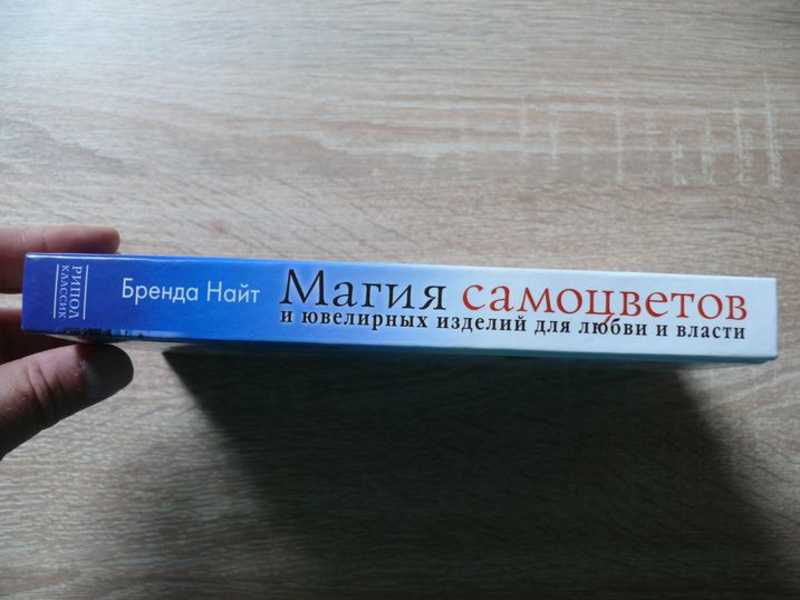 РИПОЛ
КЛАССИК
Бренда Найт
Магия самоцветов
и ювелирных изделий для любви и власти